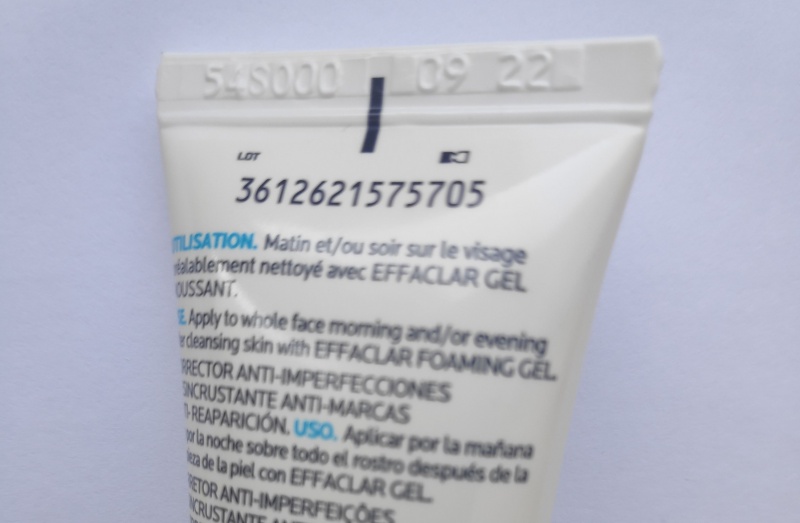 54S000 09 22
LOT
3612621575705
TILISATION. Matin et/ou soir sur le visage
réalablement nettoyé avec EFFACLAR GEL
OUSSANT.
E. Apply to whole face morning and/or evening
er cleansing skin with EFFACLAR FOAMING GEL.
RRECTOR ANTI-IMPERFECCIONES
SINCRUSTANTE ANTI-MARCAS
TI-REAPARICIÓN. USO. Aplicar por la mañana
por la noche sobre todo el rostro después de la
ieza de la piel con EFFACLAR GEL.
RETOR ANTI-IMPERFEIÇÕES